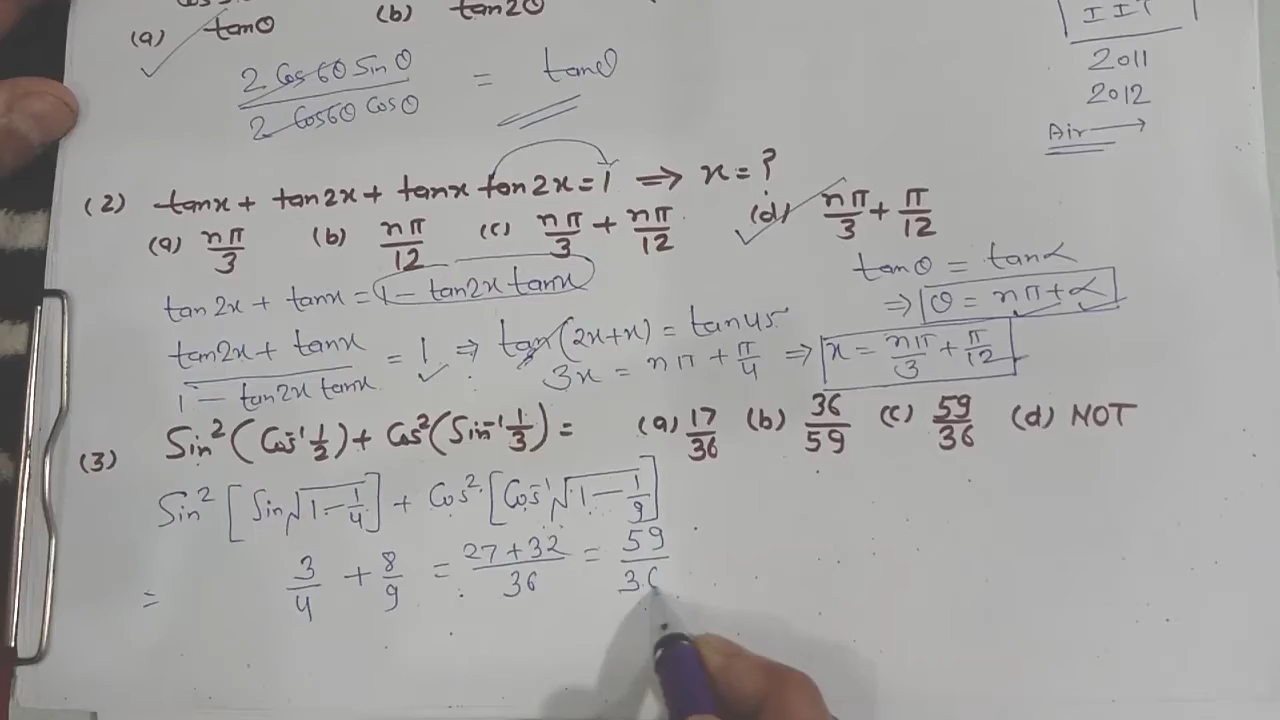 (a) tanθ (b) tan2θ
2 Cos6θ Sinθ / 2 Cos6θ Cosθ = tanθ
2011
2012
Air →
(2) tanx + tan2x + tanx tan2x = 1 ⇒ x = ?
(a) nπ/3 (b) nπ/12 (c) nπ/3 + nπ/12 (d) nπ/3 + π/12
tan2x + tanx = 1 - tan2x tanx
tanθ = tanα
⇒ θ = nπ + α
tan2x + tanx / 1 - tan2x tanx = 1 ⇒ tan(2x+x) = tan45
3x = nπ + π/4 ⇒ x = nπ/3 + π/12
(3) Sin²(Cos⁻¹ 1/2) + Cos²(Sin⁻¹ 1/3) = (a) 17/36 (b) 36/59 (c) 59/36 (d) NOT
Sin² [Sin √1 - 1/4] + Cos² [Cos⁻¹ √1 - 1/9]
= 3/4 + 8/9 = 27+32/36 = 59/36